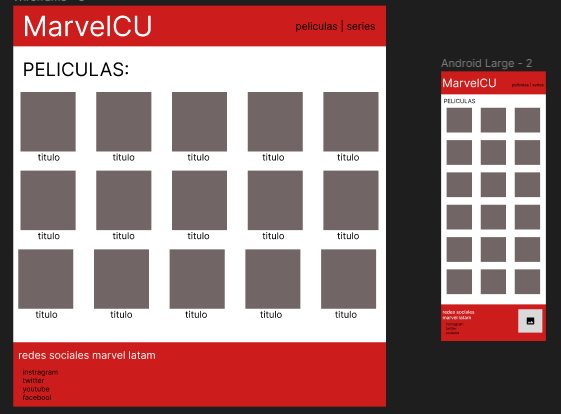 MarvelCU
peliculas | series
PELICULAS:
titulo titulo titulo titulo titulo
titulo titulo titulo titulo titulo
titulo titulo titulo titulo titulo
redes sociales marvel latam
instragram
twitter
youtube
facebool
Android Large - 2
MarvelCU
peliculas | series
PELICULAS
redes sociales
marvel latam